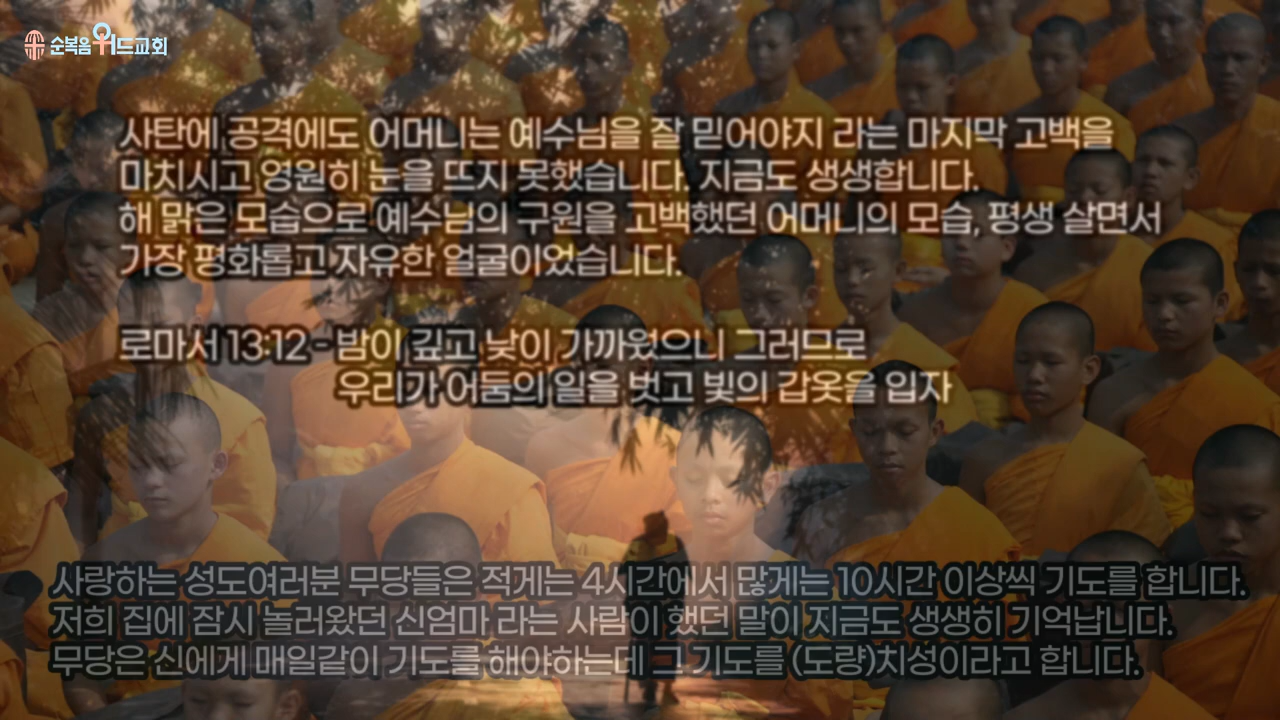 순복음위드교회
사탄에 공격에도 어머니는 예수님을 잘 믿어야지 라는 마지막 고백을
마치시고 영원히 눈을 뜨지 못했습니다. 지금도 생생합니다.
해 맑은 모습으로 예수님의 구원을 고백했던 어머니의 모습, 평생 살면서
가장 평화롭고 자유한 얼굴이었습니다.
로마서 13:12 - 밤이 깊고 낮이 가까웠으니 그러므로
우리가 어둠의 일을 벗고 빛의 갑옷을 입자
사랑하는 성도여러분 무당들은 적게는 4시간에서 많게는 10시간 이상씩 기도를 합니다.
저희 집에 잠시 놀러왔던 신엄마 라는 사람이 했던 말이 지금도 생생히 기억납니다.
무당은 신에게 매일같이 기도를 해야하는데 그 기도를 (도량)치성이라고 합니다.